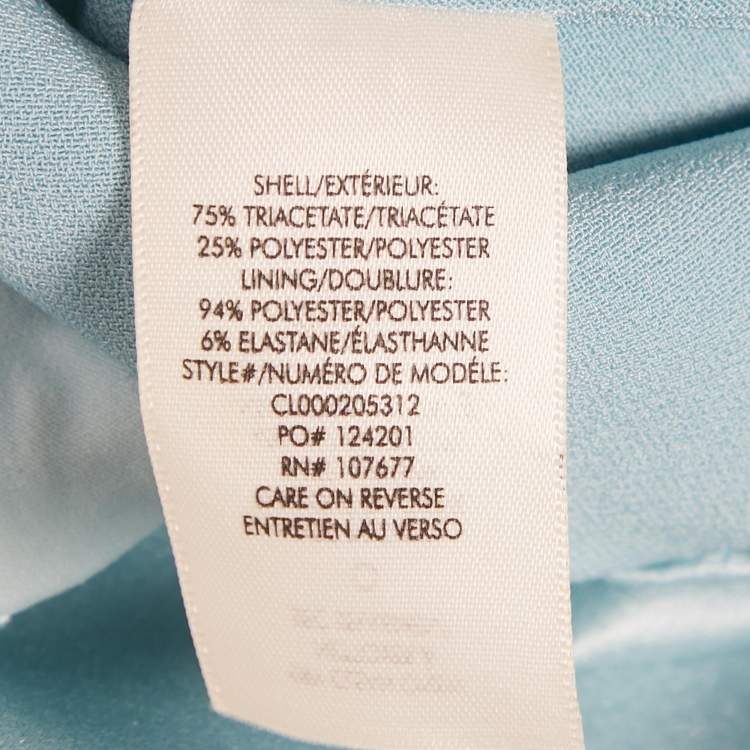 SHELL/EXTÉRIEUR:
75% TRIACETATE/TRIACÉTATE
25% POLYESTER/POLYESTER
LINING/DOUBLURE:
94% POLYESTER/POLYESTER
6% ELASTANE/ÉLASTHANNE
STYLE#/NUMÉRO DE MODÉLE:
CL000205312
PO# 124201
RN# 107677
CARE ON REVERSE
ENTRETIEN AU VERSO